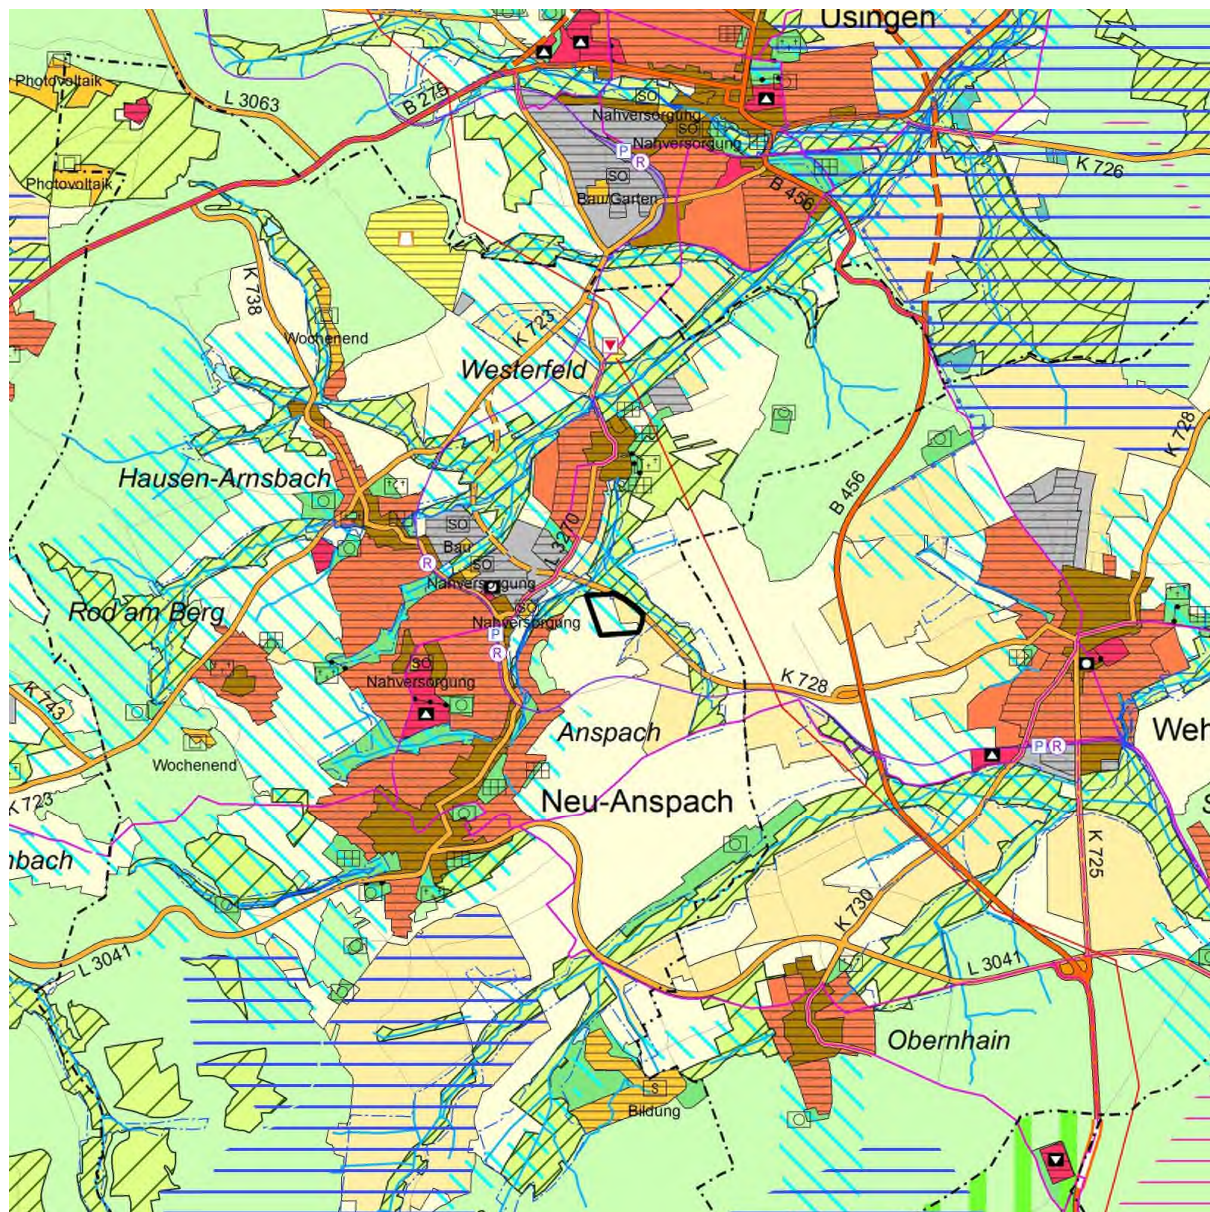 Usingen
Photovoltaik
L 3063
B 275
SO
Nahversorgung
SO
Nahversorgung
P
R
K 726
Photovoltaik
SO
Bau/Garten
B 456
K 738
Wochenend
K 723
Westerfeld
K 728
Hausen-Arnsbach
B 456
SO
Bau
SO
Nahversorgung
L 3270
R
Rod am Berg
SO
Nahversorgung
P
R
SO
Nahversorgung
K 728
K 743
Anspach
Wochenend
Weh
P
R
K 723
Neu-Anspach
S
nbach
K 725
K 730
L 3041
L 3041
Obernhain
S
Bildung